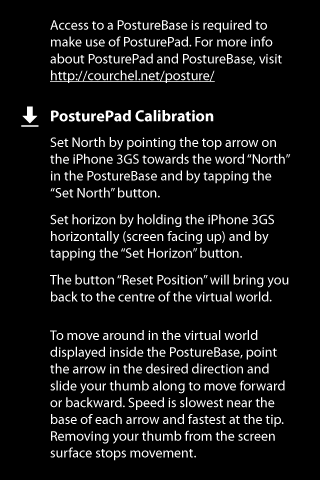 Access to a PostureBase is required to
make use of PosturePad. For more info
about PosturePad and PostureBase, visit
http://courchel.net/posture/
PosturePad Calibration
Set North by pointing the top arrow on
the iPhone 3GS towards the word “North”
in the PostureBase and by tapping the
“Set North” button.
Set horizon by holding the iPhone 3GS
horizontally (screen facing up) and by
tapping the “Set Horizon” button.
The button “Reset Position” will bring you
back to the centre of the virtual world.
To move around in the virtual world
displayed inside the PostureBase, point
the arrow in the desired direction and
slide your thumb along to move forward
or backward. Speed is slowest near the
base of each arrow and fastest at the tip.
Removing your thumb from the screen
surface stops movement.